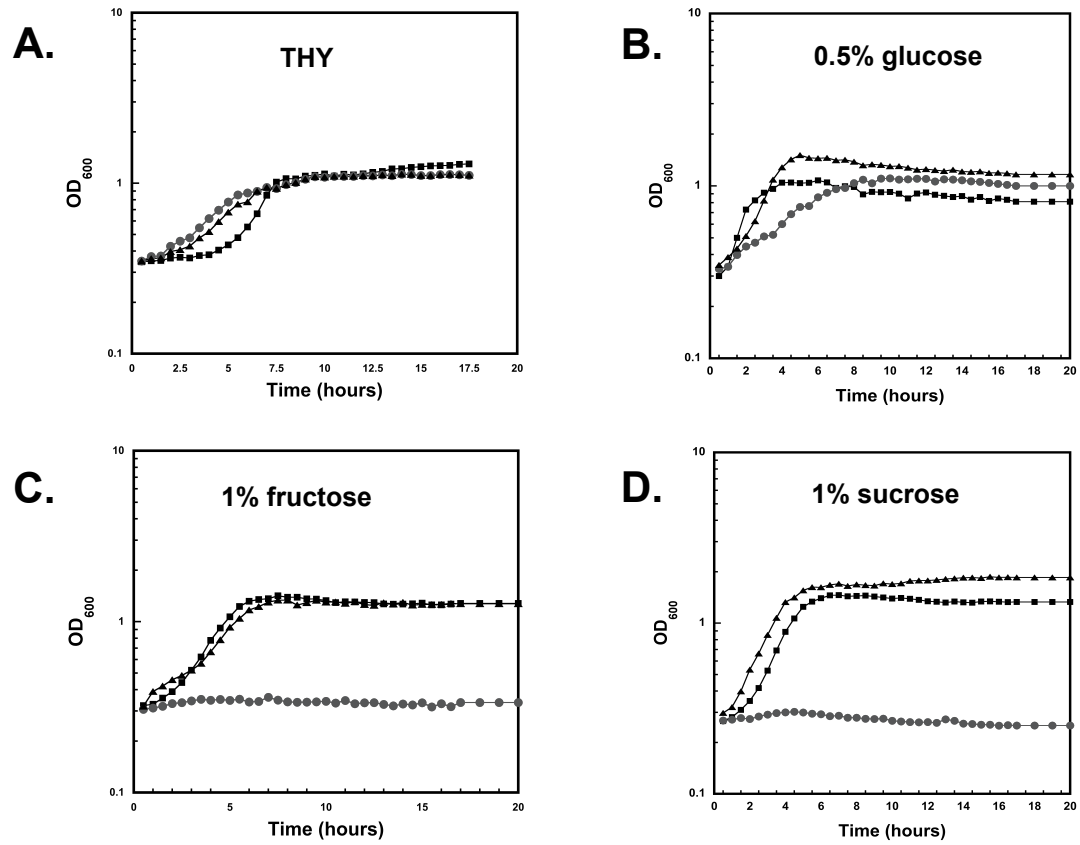 A.
THY
10
1
0.1
OD600
0 2.5 5 7.5 10 12.5 15 17.5 20
Time (hours)
B.
0.5% glucose
10
1
0.1
OD600
0 2 4 6 8 10 12 14 16 18 20
Time (hours)
C.
1% fructose
10
1
0.1
OD600
0 5 10 15 20
Time (hours)
D.
1% sucrose
10
1
0.1
OD600
0 2 4 6 8 10 12 14 16 18 20
Time (hours)